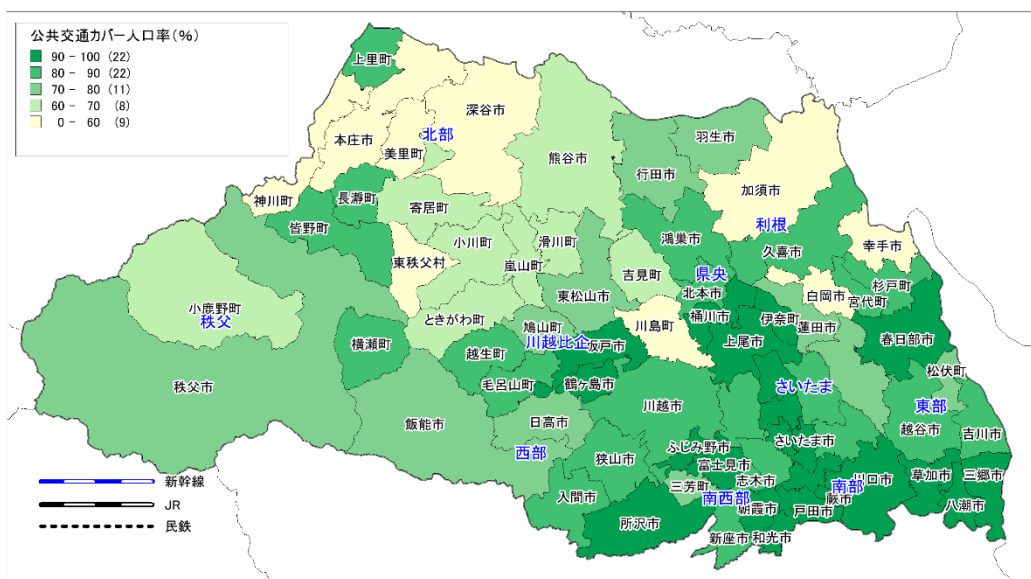 公共交通カバー人口率(%)
90 - 100 (22)
80 - 90 (22)
70 - 80 (11)
60 - 70 (8)
0 - 60 (9)
上里町
深谷市
本庄市
美里町
北部
熊谷市
羽生市
行田市
加須市
神川町
長瀞町
寄居町
皆野町
利根
鴻巣市
久喜市
幸手市
小川町
滑川町
東秩父村
嵐山町
吉見町
県央
杉戸町
北本市
白岡市
宮代町
東松山市
小鹿野町
秩父
ときがわ町
鳩山町
川島町
桶川市
伊奈町
蓮田市
川越比企
坂戸市
上尾市
春日部市
横瀬町
越生町
松伏町
秩父市
毛呂山町
鶴ヶ島市
さいたま
東部
川越市
飯能市
日高市
越谷市
吉川市
西部
さいたま市
ふじみ野市
狭山市
富士見市
志木市
三芳町
川口市
草加市
三郷市
新幹線
入間市
南西部
南部
蕨市
JR
朝霞市
戸田市
八潮市
民鉄
所沢市
新座市
和光市